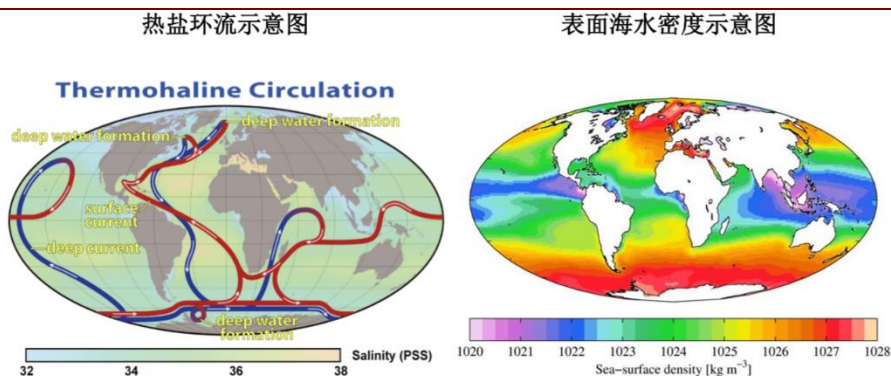 热盐环流示意图
表面海水密度示意图
Thermohaline Circulation
deep water formation
deep water formation
surface
current
deep current
deep water
formation
Salinity (PSS)
32 34 36 38
1020 1021 1022 1023 1024 1025 1026 1027 1028
Sea-surface density [kg m⁻³]